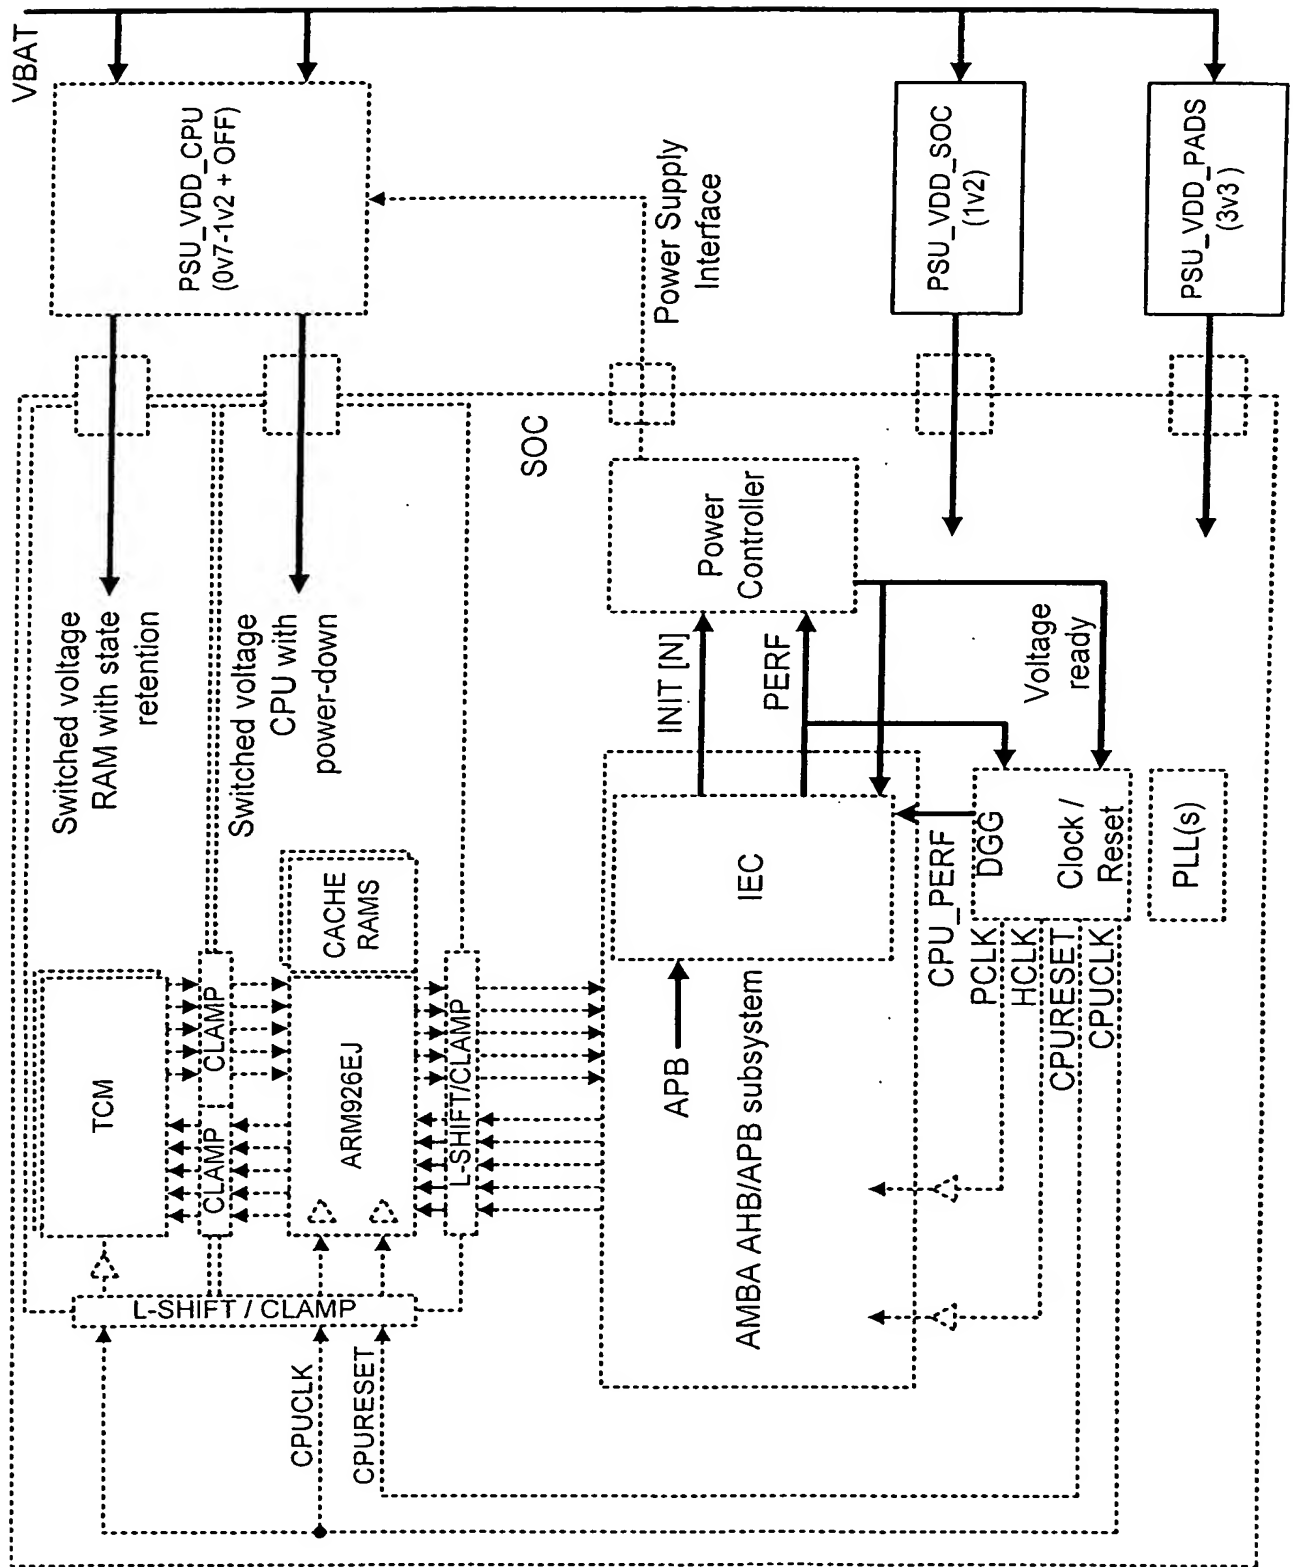 VBAT
PSU_VDD_CPU
(0v7-1v2 + OFF)
Power Supply
Interface
PSU_VDD_SOC
(1v2)
PSU_VDD_PADS
(3v3)
Switched voltage
RAM with state
retention
Switched voltage
CPU with
power-down
SOC
Power
Controller
INIT [N]
PERF
Voltage
ready
TCM
CLAMP
CLAMP
CACHE
RAMS
ARM926EJ
L-SHIFT/CLAMP
L-SHIFT / CLAMP
CPUCLK
CPURESET
IEC
APB
AMBA AHB/APB subsystem
CPU_PERF
DGG
Clock /
Reset
PLL(s)
PCLK
HCLK
CPURESET
CPUCLK